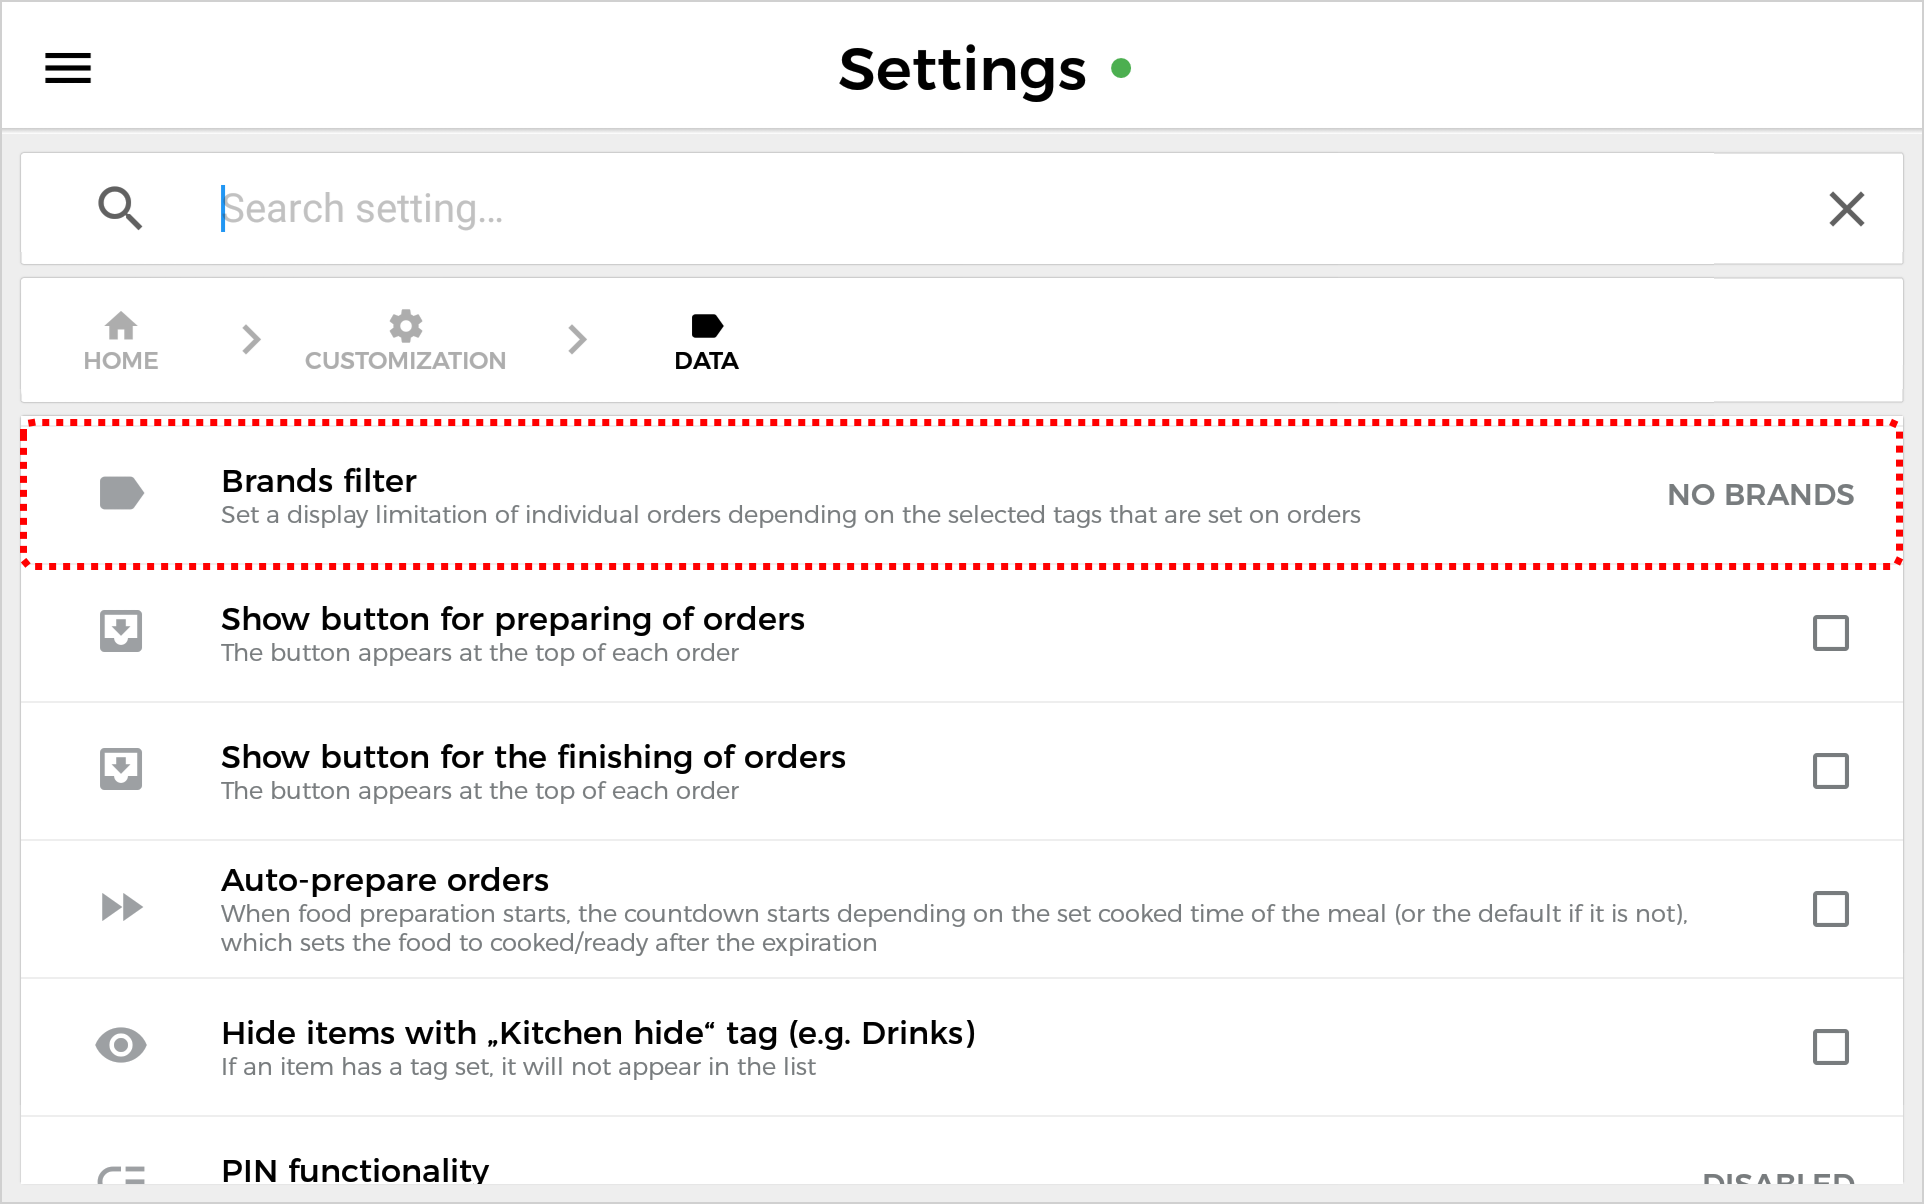 Settings
Search setting...
HOME
CUSTOMIZATION
DATA
Brands filter
Set a display limitation of individual orders depending on the selected tags that are set on orders
NO BRANDS
Show button for preparing of orders
The button appears at the top of each order
Show button for the finishing of orders
The button appears at the top of each order
Auto-prepare orders
When food preparation starts, the countdown starts depending on the set cooked time of the meal (or the default if it is not),
which sets the food to cooked/ready after the expiration
Hide items with „Kitchen hide“ tag (e.g. Drinks)
If an item has a tag set, it will not appear in the list
PIN functionality
DISABLED